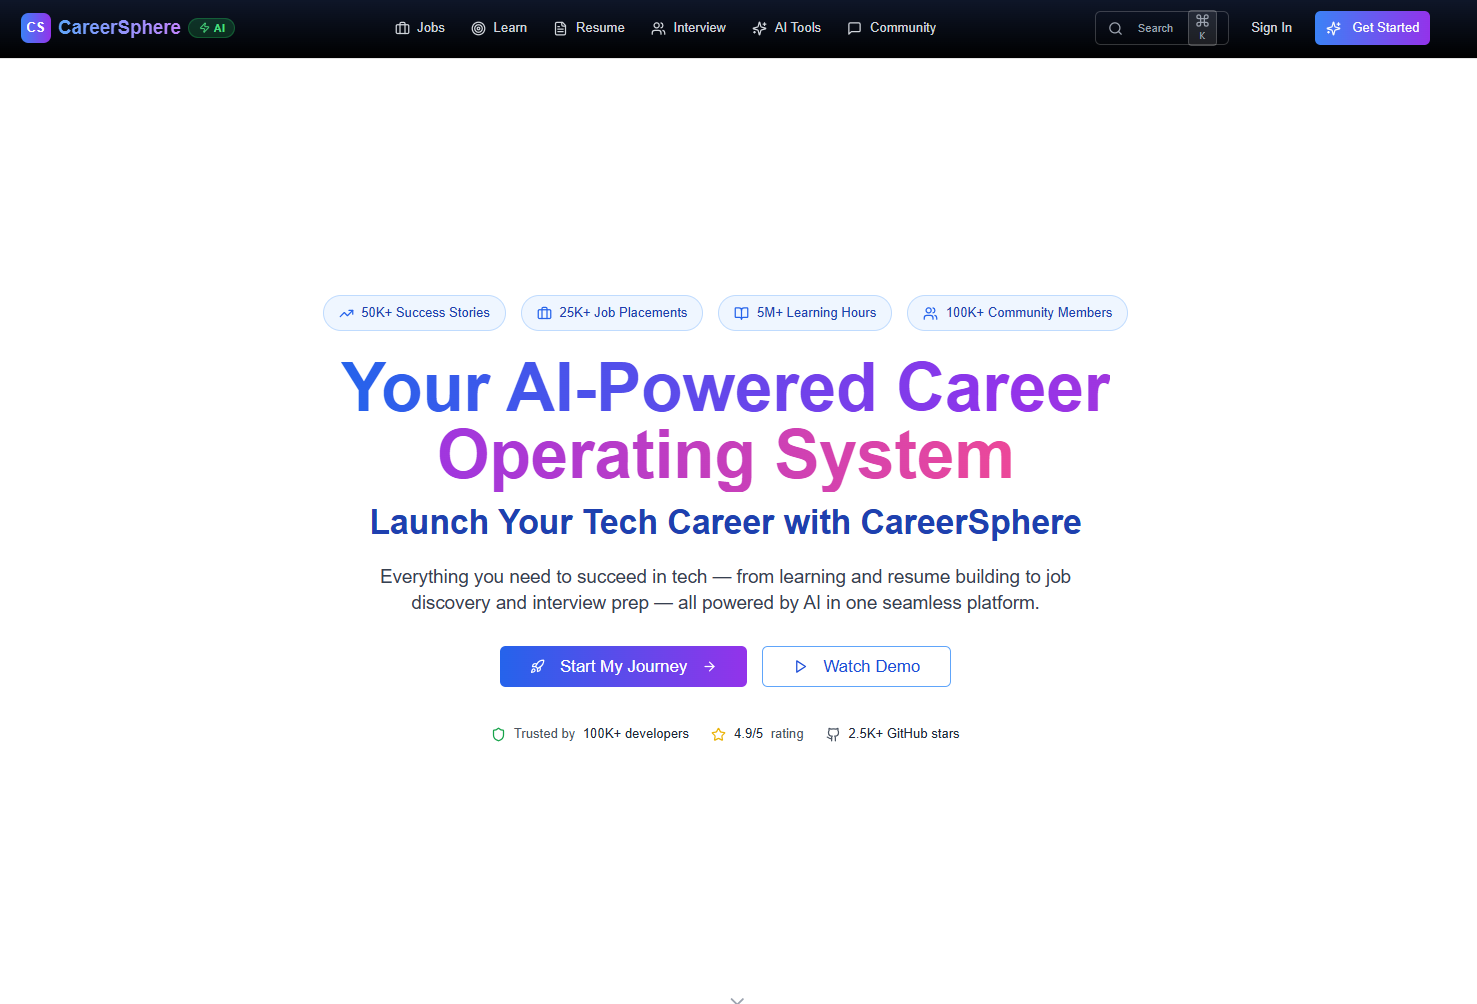 CS CareerSphere AI Jobs Learn Resume Interview AI Tools Community Search ⌘ K Sign In Get Started
50K+ Success Stories 25K+ Job Placements 5M+ Learning Hours 100K+ Community Members
Your AI-Powered Career
Operating System
Launch Your Tech Career with CareerSphere
Everything you need to succeed in tech — from learning and resume building to job
discovery and interview prep — all powered by AI in one seamless platform.
Start My Journey Watch Demo
Trusted by 100K+ developers 4.9/5 rating 2.5K+ GitHub stars